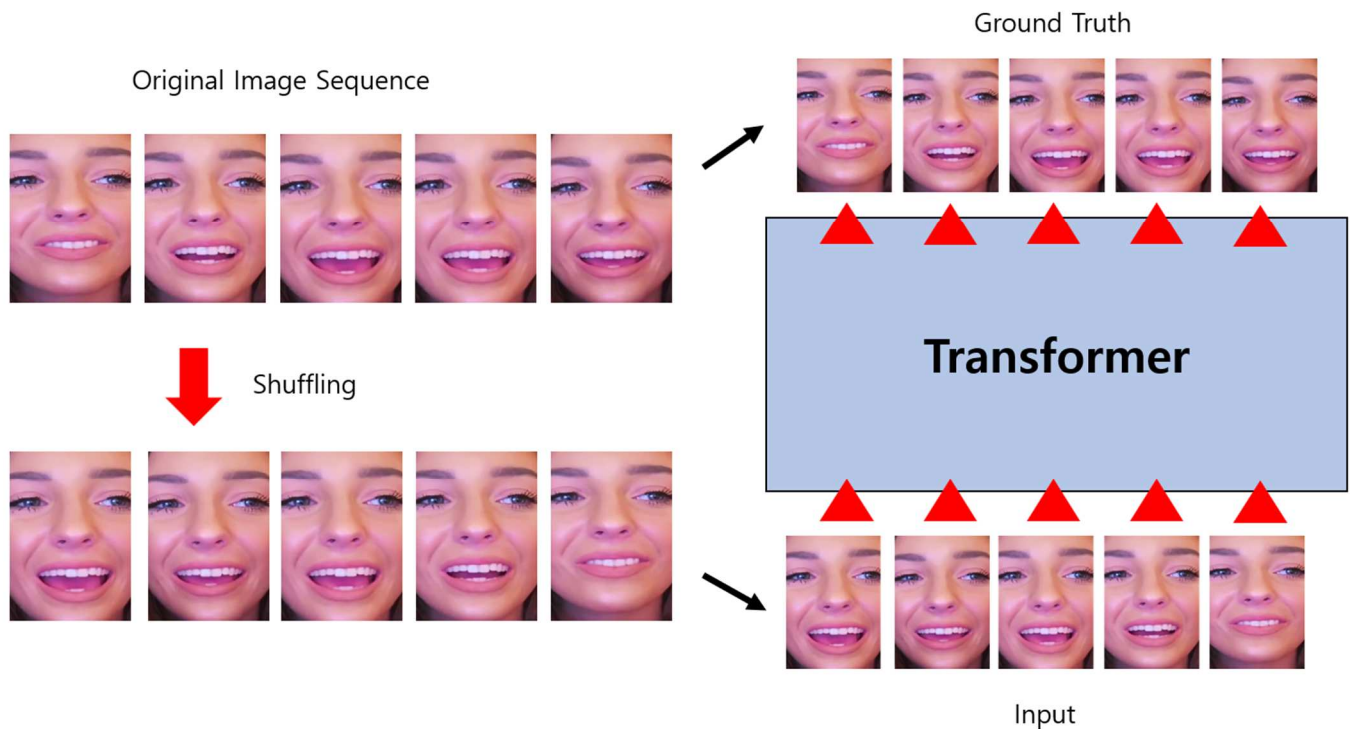 Ground Truth
Original Image Sequence
Transformer
Shuffling
Input